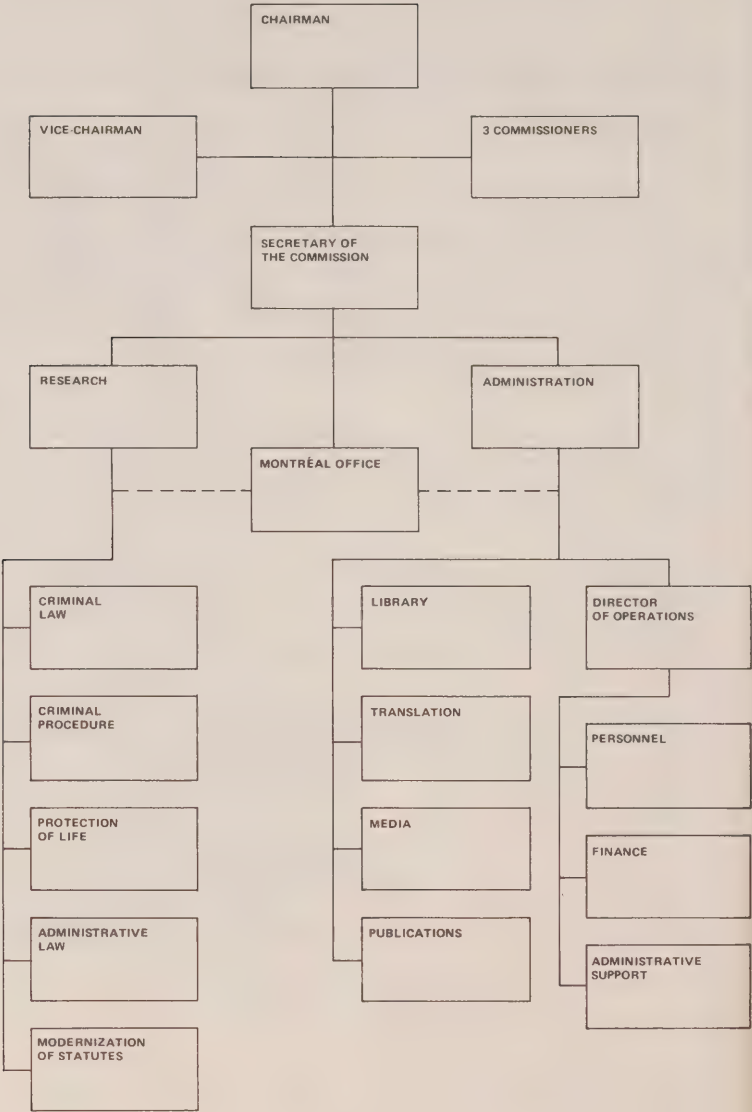 CHAIRMAN
VICE-CHAIRMAN
3 COMMISSIONERS
SECRETARY OF
THE COMMISSION
RESEARCH
ADMINISTRATION
MONTRÉAL OFFICE
CRIMINAL
LAW
CRIMINAL
PROCEDURE
PROTECTION
OF LIFE
ADMINISTRATIVE
LAW
MODERNIZATION
OF STATUTES
LIBRARY
TRANSLATION
MEDIA
PUBLICATIONS
DIRECTOR
OF OPERATIONS
PERSONNEL
FINANCE
ADMINISTRATIVE
SUPPORT